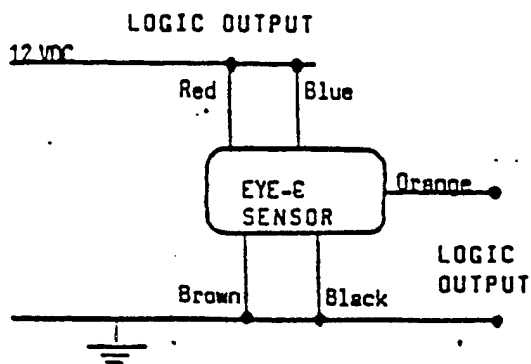 LOGIC OUTPUT
12 VDC
Red
Blue
EYE-E
SENSOR
Orange
LOGIC
OUTPUT
Brown
Black